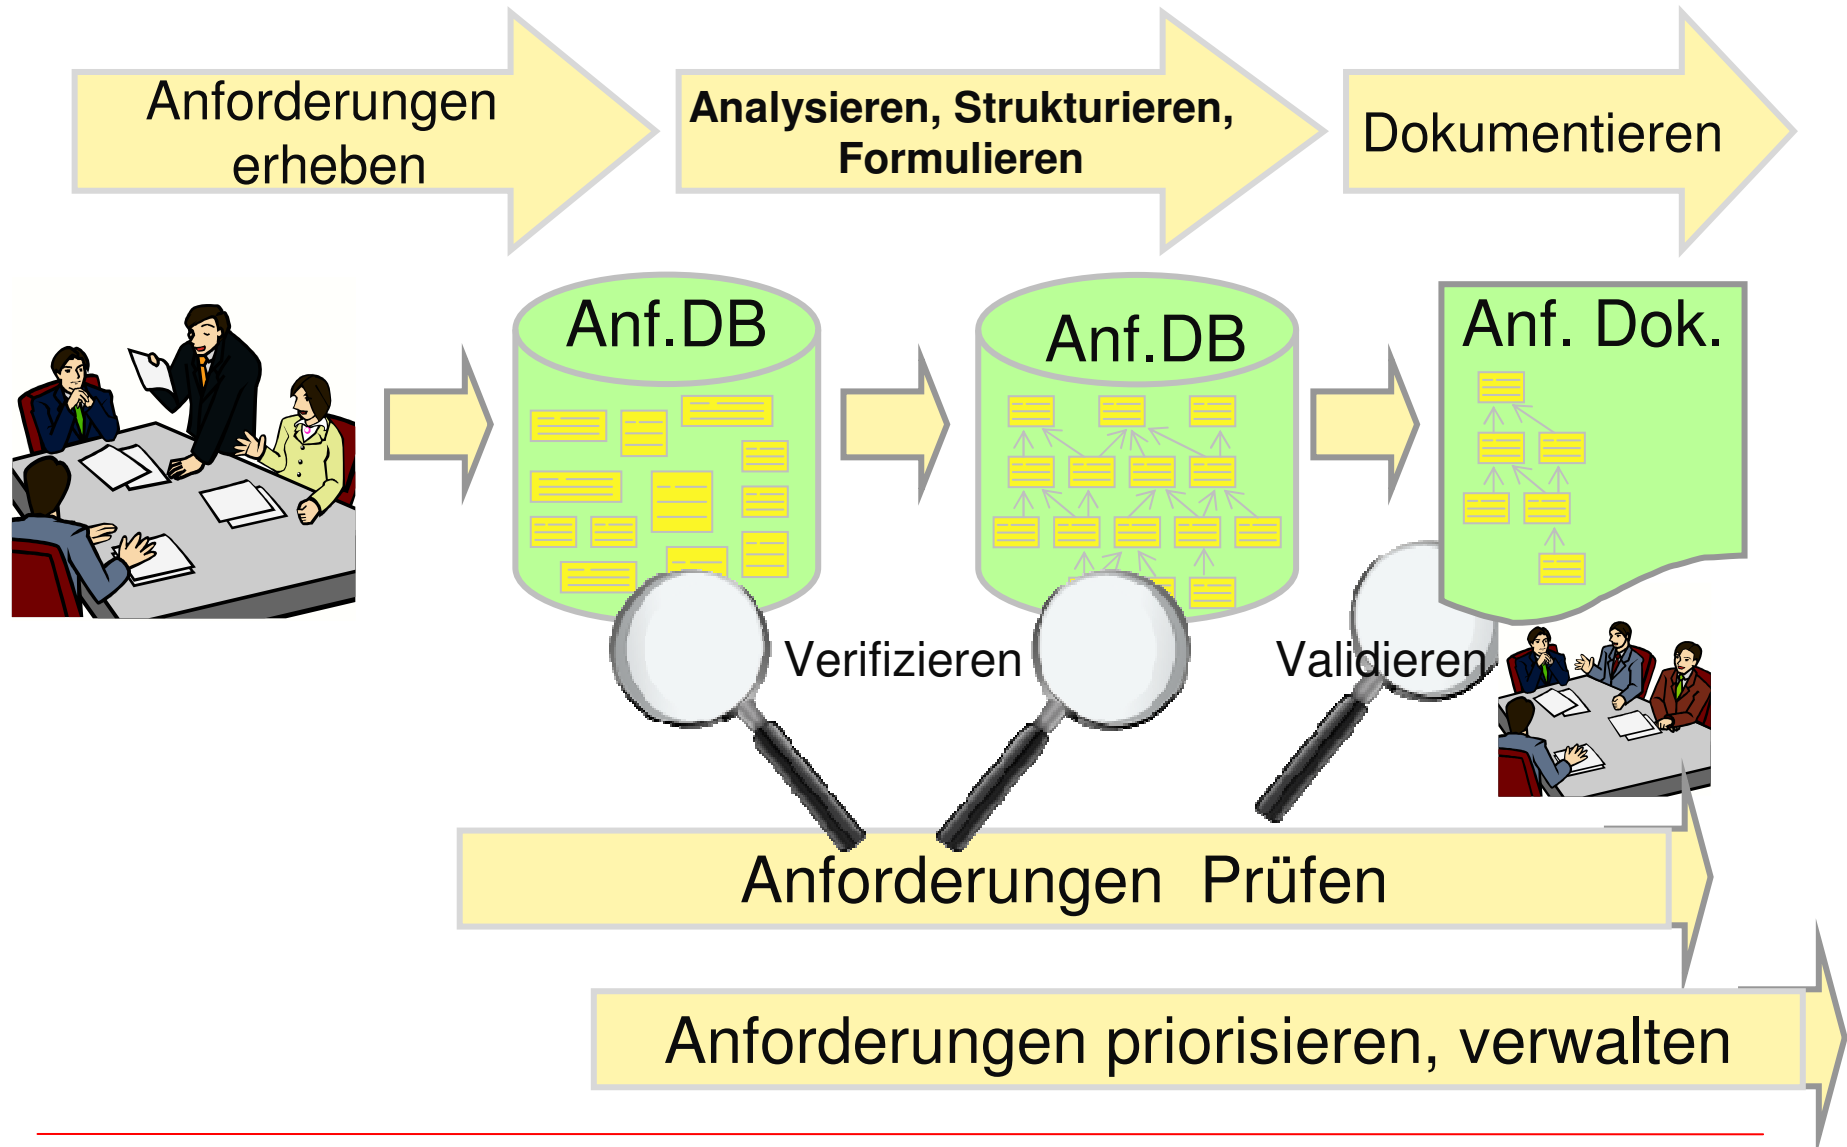 Anforderungen
erheben
Analysieren, Strukturieren,
Formulieren
Dokumentieren
Anf.DB
Anf.DB
Anf. Dok.
Verifizieren
Validieren
Anforderungen  Prüfen
Anforderungen priorisieren, verwalten